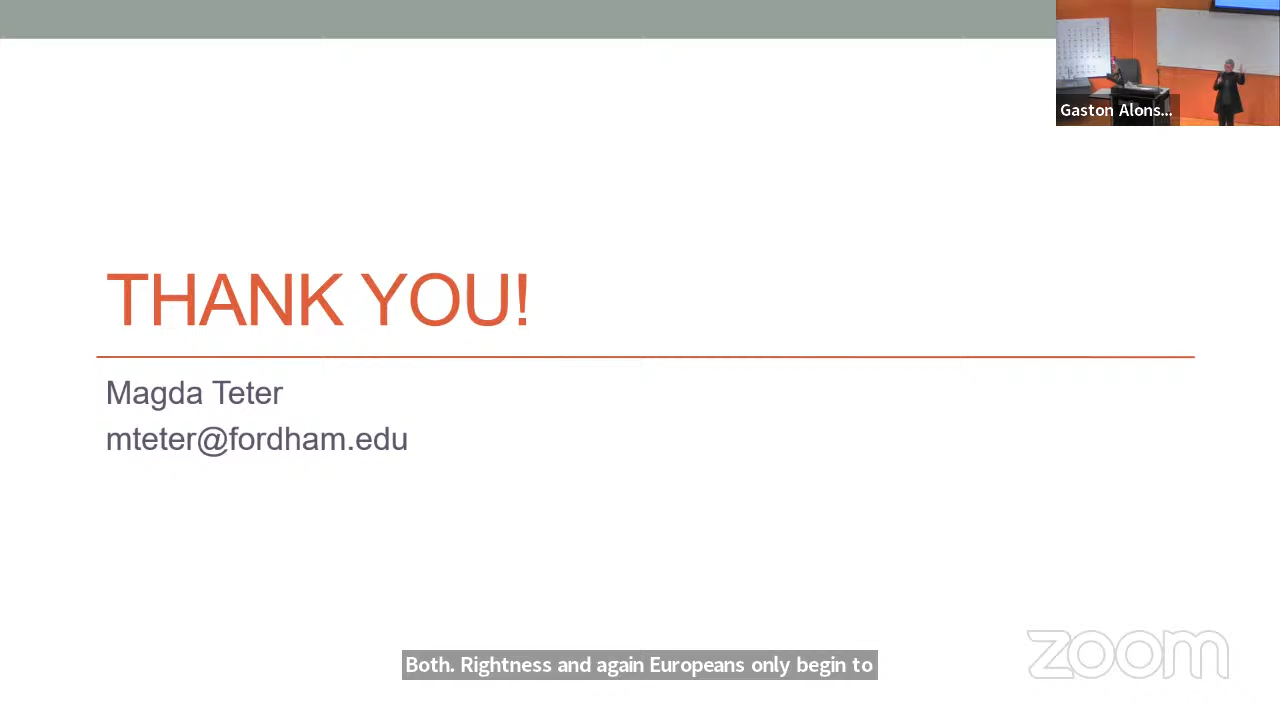 Gaston Alons...
THANK YOU!
Magda Teter
mteter@fordham.edu
Both. Rightness and again Europeans only begin to
zoom